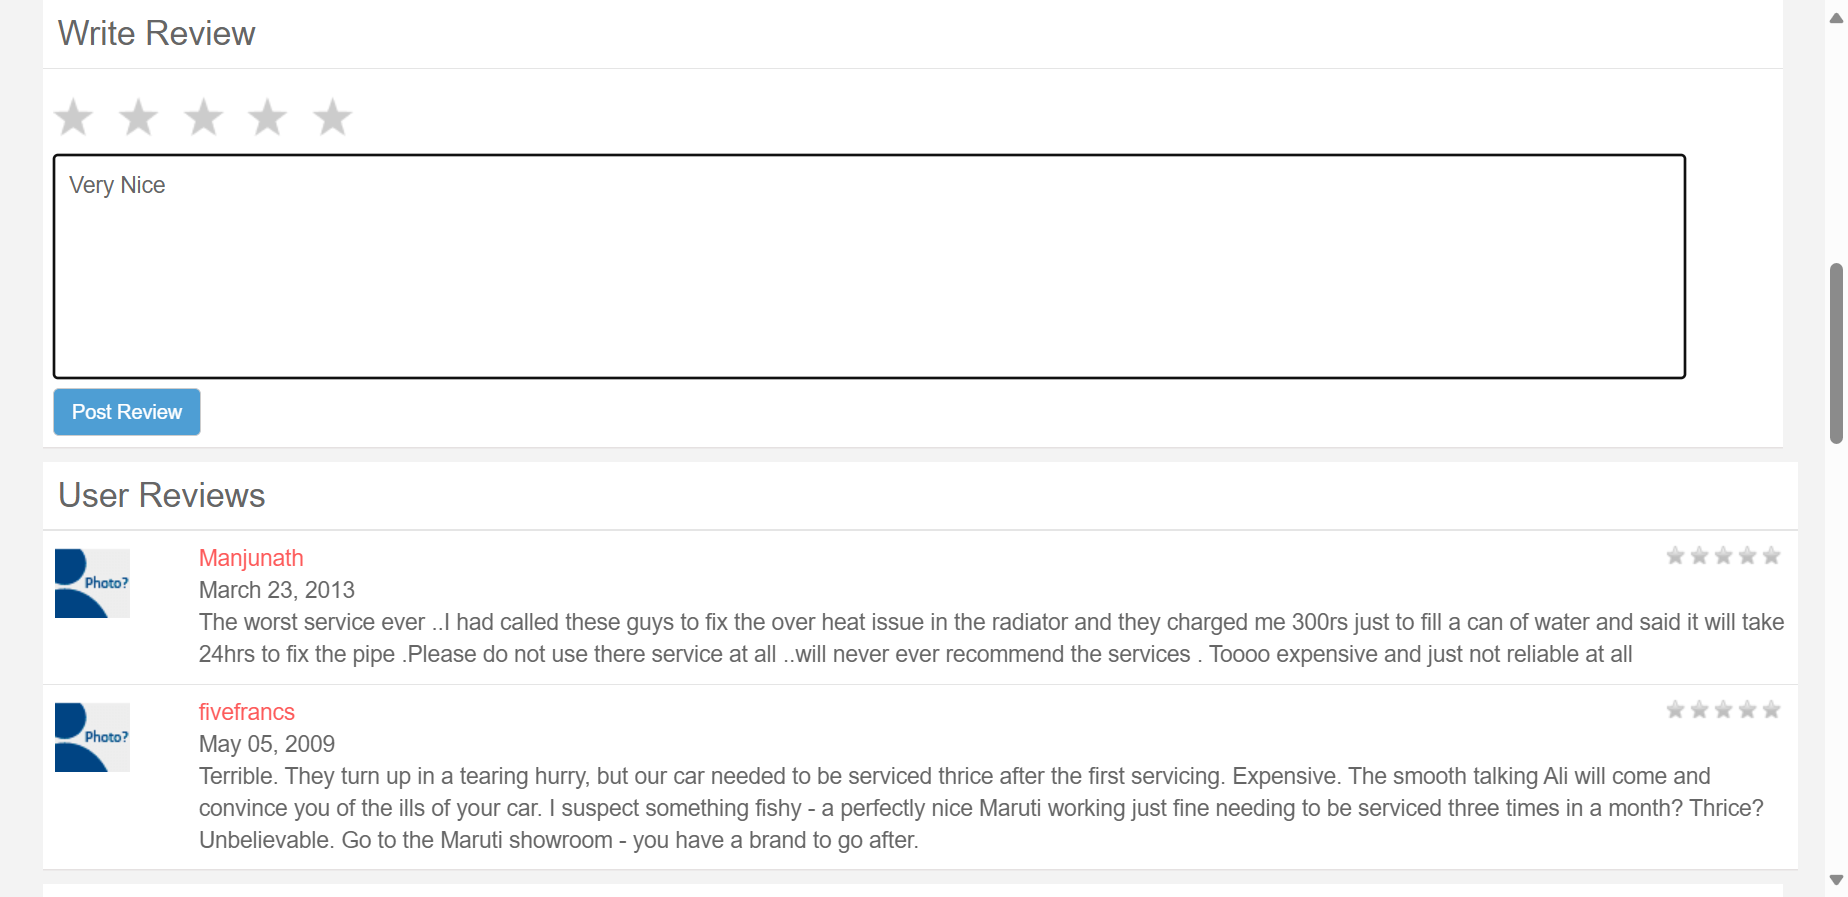 Write Review
Very Nice
Post Review
User Reviews
Photo?
Manjunath
March 23, 2013
The worst service ever ..I had called these guys to fix the over heat issue in the radiator and they charged me 300rs just to fill a can of water and said it will take
24hrs to fix the pipe .Please do not use there service at all ..will never ever recommend the services . Toooo expensive and just not reliable at all
Photo?
fivefrancs
May 05, 2009
Terrible. They turn up in a tearing hurry, but our car needed to be serviced thrice after the first servicing. Expensive. The smooth talking Ali will come and
convince you of the ills of your car. I suspect something fishy - a perfectly nice Maruti working just fine needing to be serviced three times in a month? Thrice?
Unbelievable. Go to the Maruti showroom - you have a brand to go after.